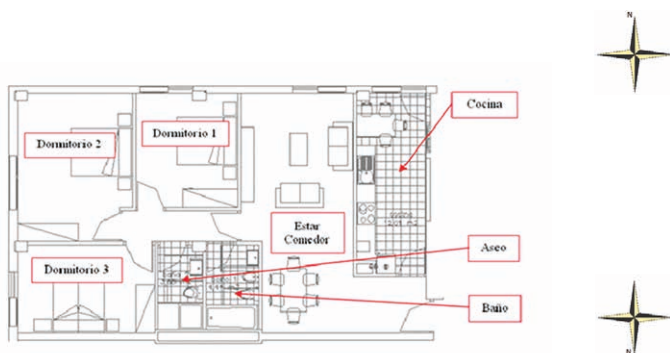 N
Cocina
Dormitorio 1
Dormitorio 2
Estar
Comedor
Aseo
Dormitorio 3
Baño
N